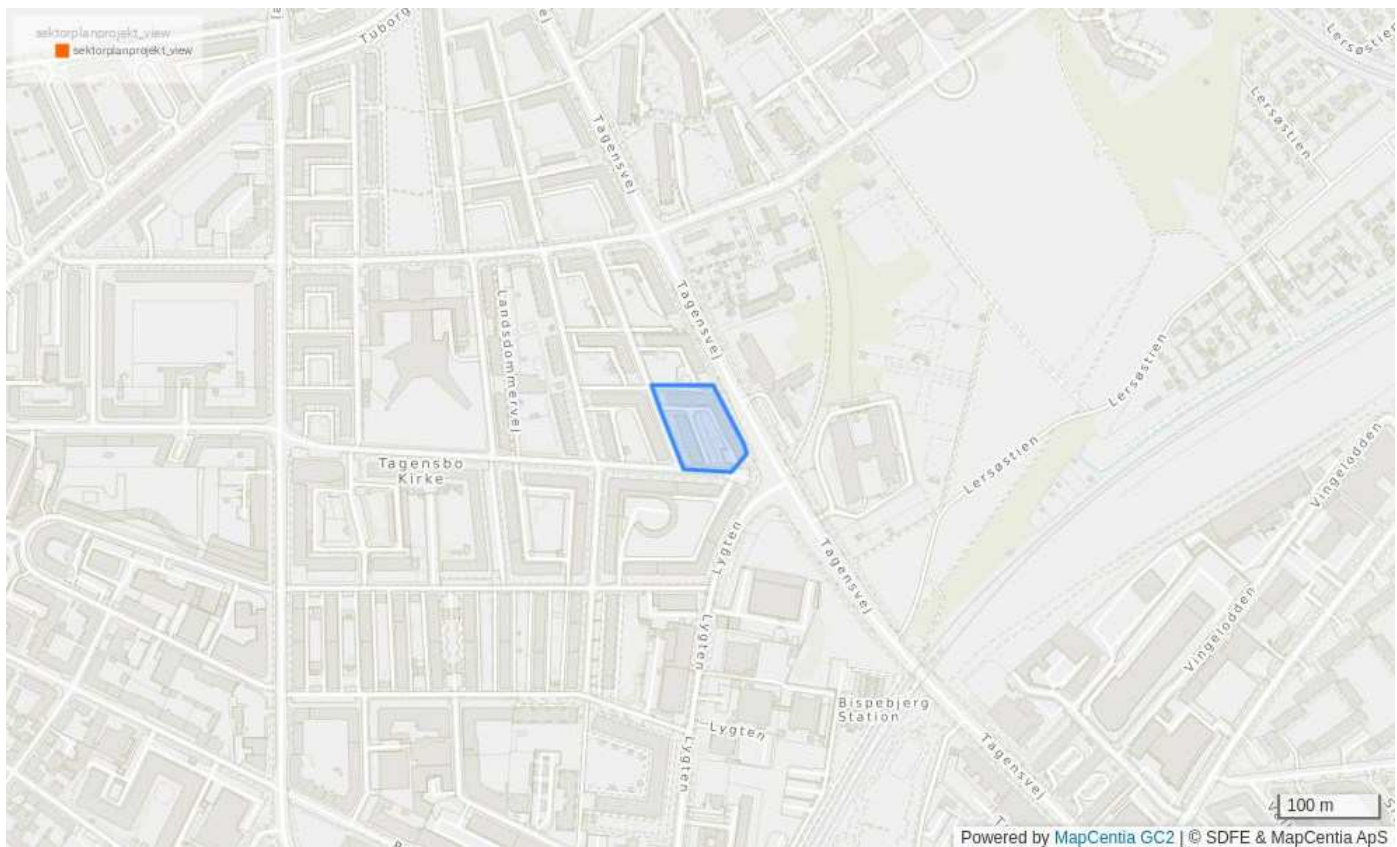 sektorplanprojekt_view
sektorplanprojekt_view
Tuborg
Lersøstien
Lersøstien
Tagensvej
Tagensvej
Landsdommervej
Lersøstien
Tagensbo
Kirke
Lersøstien
Vingelodden
Lygten
Tagensvej
Vingelodden
Lygten
Bispebjerg
Station
Lygten
Lygten
Tagensvej
100 m
Powered by MapCentia GC2 | © SDFE & MapCentia ApS